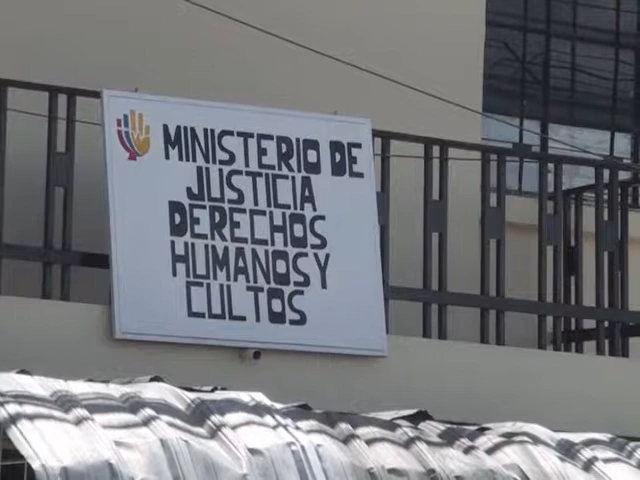 MINISTERIO DE
JUSTICIA
DERECHOS
HUMANOS Y
CULTOS